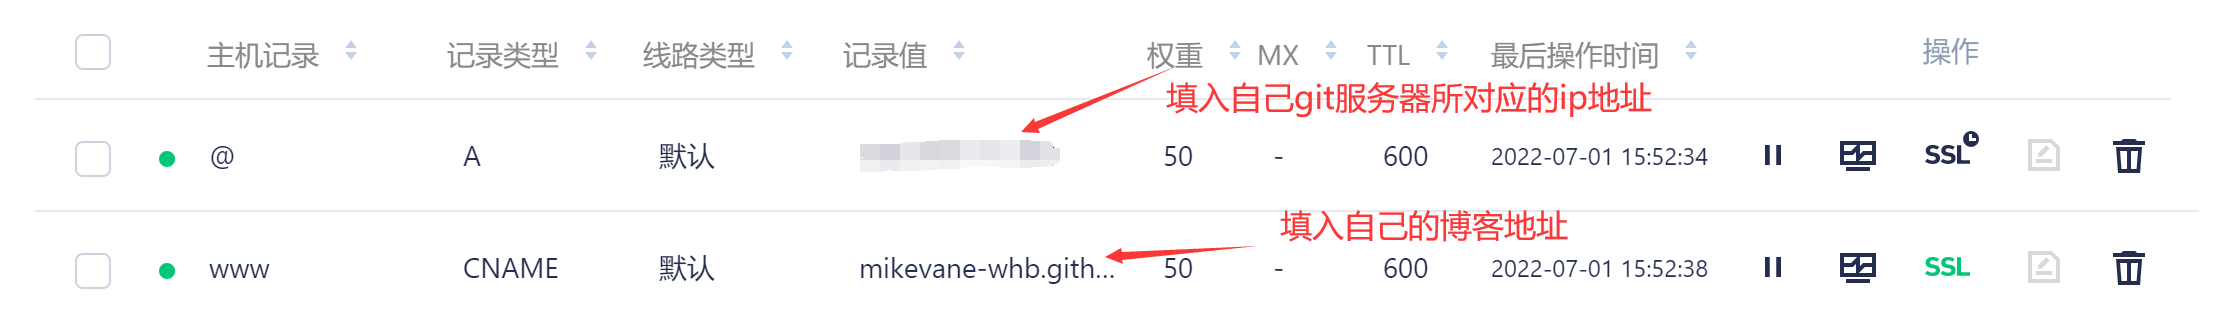 主机记录 记录类型 线路类型 记录值 权重 MX TTL 最后操作时间 操作
填入自己git服务器所对应的ip地址
@ A 默认 50 - 600 2022-07-01 15:52:34 SSL
填入自己的博客地址
www CNAME 默认 mikevane-whb.gith... 50 - 600 2022-07-01 15:52:38 SSL